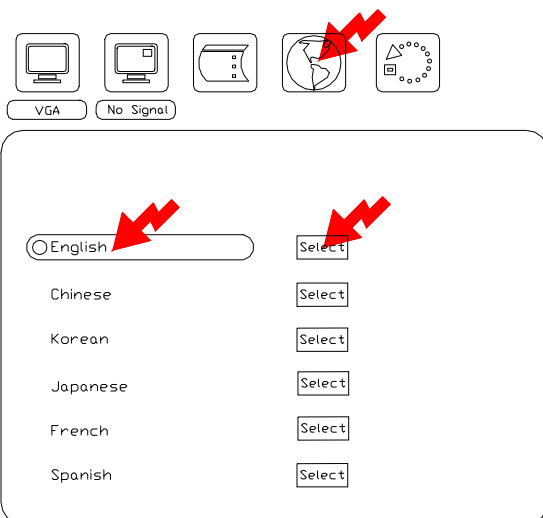 VGA No Signal
English Select
Chinese Select
Korean Select
Japanese Select
French Select
Spanish Select